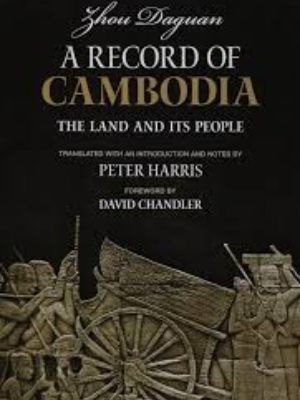 Zhou Daguan
A RECORD OF
CAMBODIA
THE LAND AND ITS PEOPLE
TRANSLATED WITH AN INTRODUCTION AND NOTES BY
PETER HARRIS
FOREWORD BY
DAVID CHANDLER